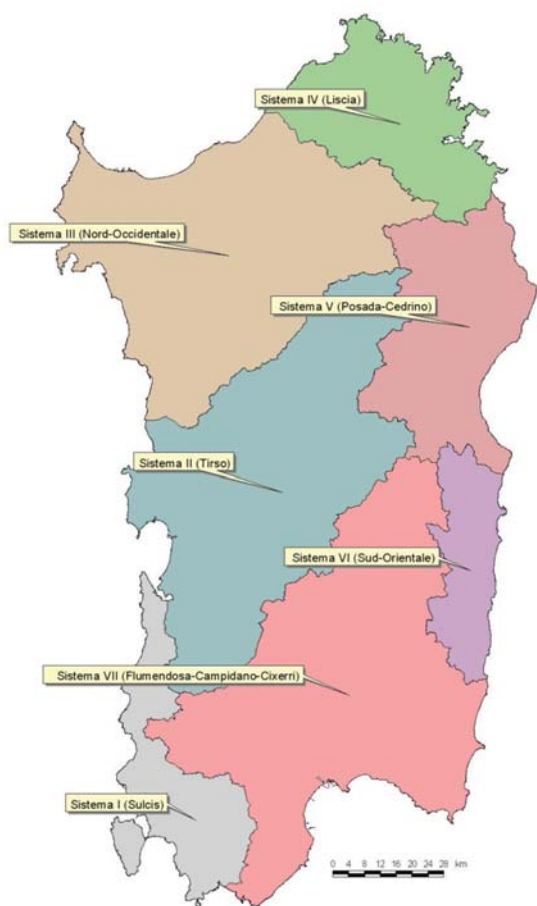 Sistema IV (Liscia)
Sistema III (Nord-Occidentale)
Sistema V (Posada-Cedrino)
Sistema II (Tirso)
Sistema VI (Sud-Orientale)
Sistema VII (Flumendosa-Campidano-Cixerri)
Sistema I (Sulcis)
0 4 8 12 16 20 24 28 km